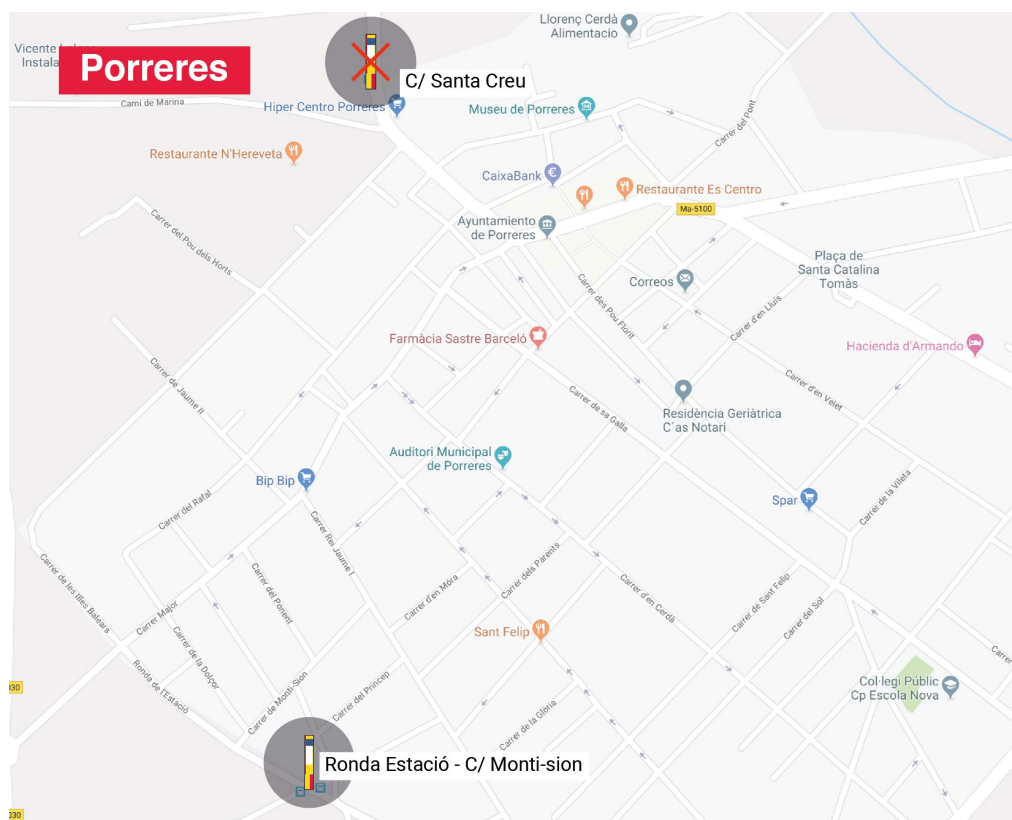 Llorenç Cerdà
Alimentacio
Vicente
Instala
Porreres
C/ Santa Creu
Camí de Marina
Hiper Centro Porreres
Museu de Porreres
Carrer del Pont
Restaurante N'Hereveta
CaixaBank
Restaurante Es Centro
Ma-5100
Ayuntamiento
de Porreres
Carrer del Pou dels Horts
Plaça de
Santa Catalina
Tomàs
Correos
Carrer des Pou Florit
Carrer d'en Lluis
Farmàcia Sastre Barceló
Hacienda d'Armando
Carrer de Jaume II
Carrer d'en Veiet
Carrer de sa Galla
Residència Geriàtrica
C´as Notari
Auditori Municipal
de Porreres
Bip Bip
Spar
Carrer de la Vileta
Carrer del Rafal
Carrer Rei Jaume I
Carrer de les Illes Balears
Carrer del Ponent
Carrer d'en Móra
Carrer dels Parents
Carrer d'en Cerdà
Carrer de Sant Felip
Carrer del Sol
Carrer Major
Sant Felip
Carrer de la Dolçor
Ronda de l'Estació
Carrer de Monti-Sion
Carrer del Príncep
Col·legi Públic
Cp Escola Nova
030
Carrer de la Glòria
Ronda Estació - C/ Monti-sion
030